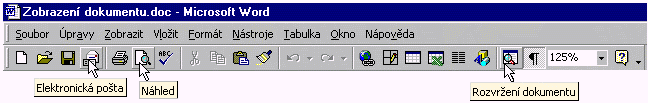 Zobrazení dokumentu.doc - Microsoft Word
Soubor Úpravy Zobrazit Vložit Formát Nástroje Tabulka Okno Nápověda
ABC 125% ?
Elektronická pošta Náhled Rozvržení dokumentu